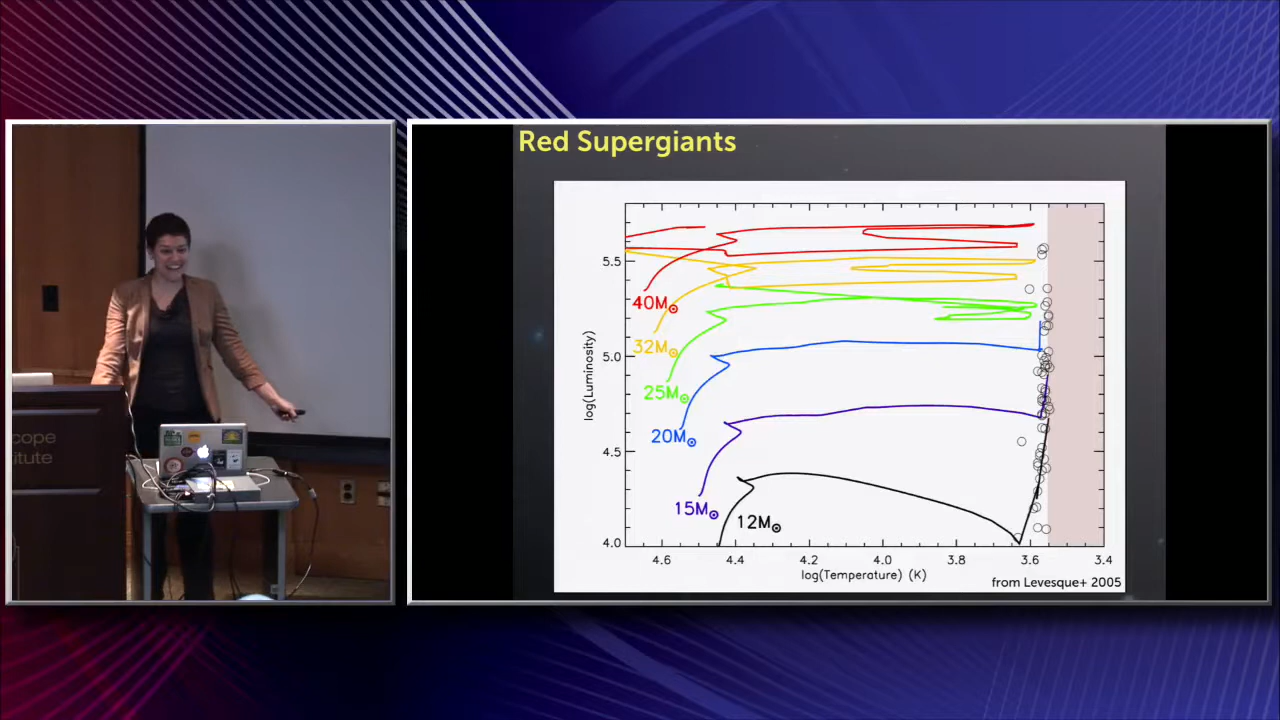 Red Supergiants
5.5
5.0
4.5
4.0
log(Luminosity)
40M⊙
32M⊙
25M⊙
20M⊙
15M⊙
12M⊙
4.6 4.4 4.2 4.0 3.8 3.6 3.4
log(Temperature) (K)
from Levesque+ 2005
cope
titute